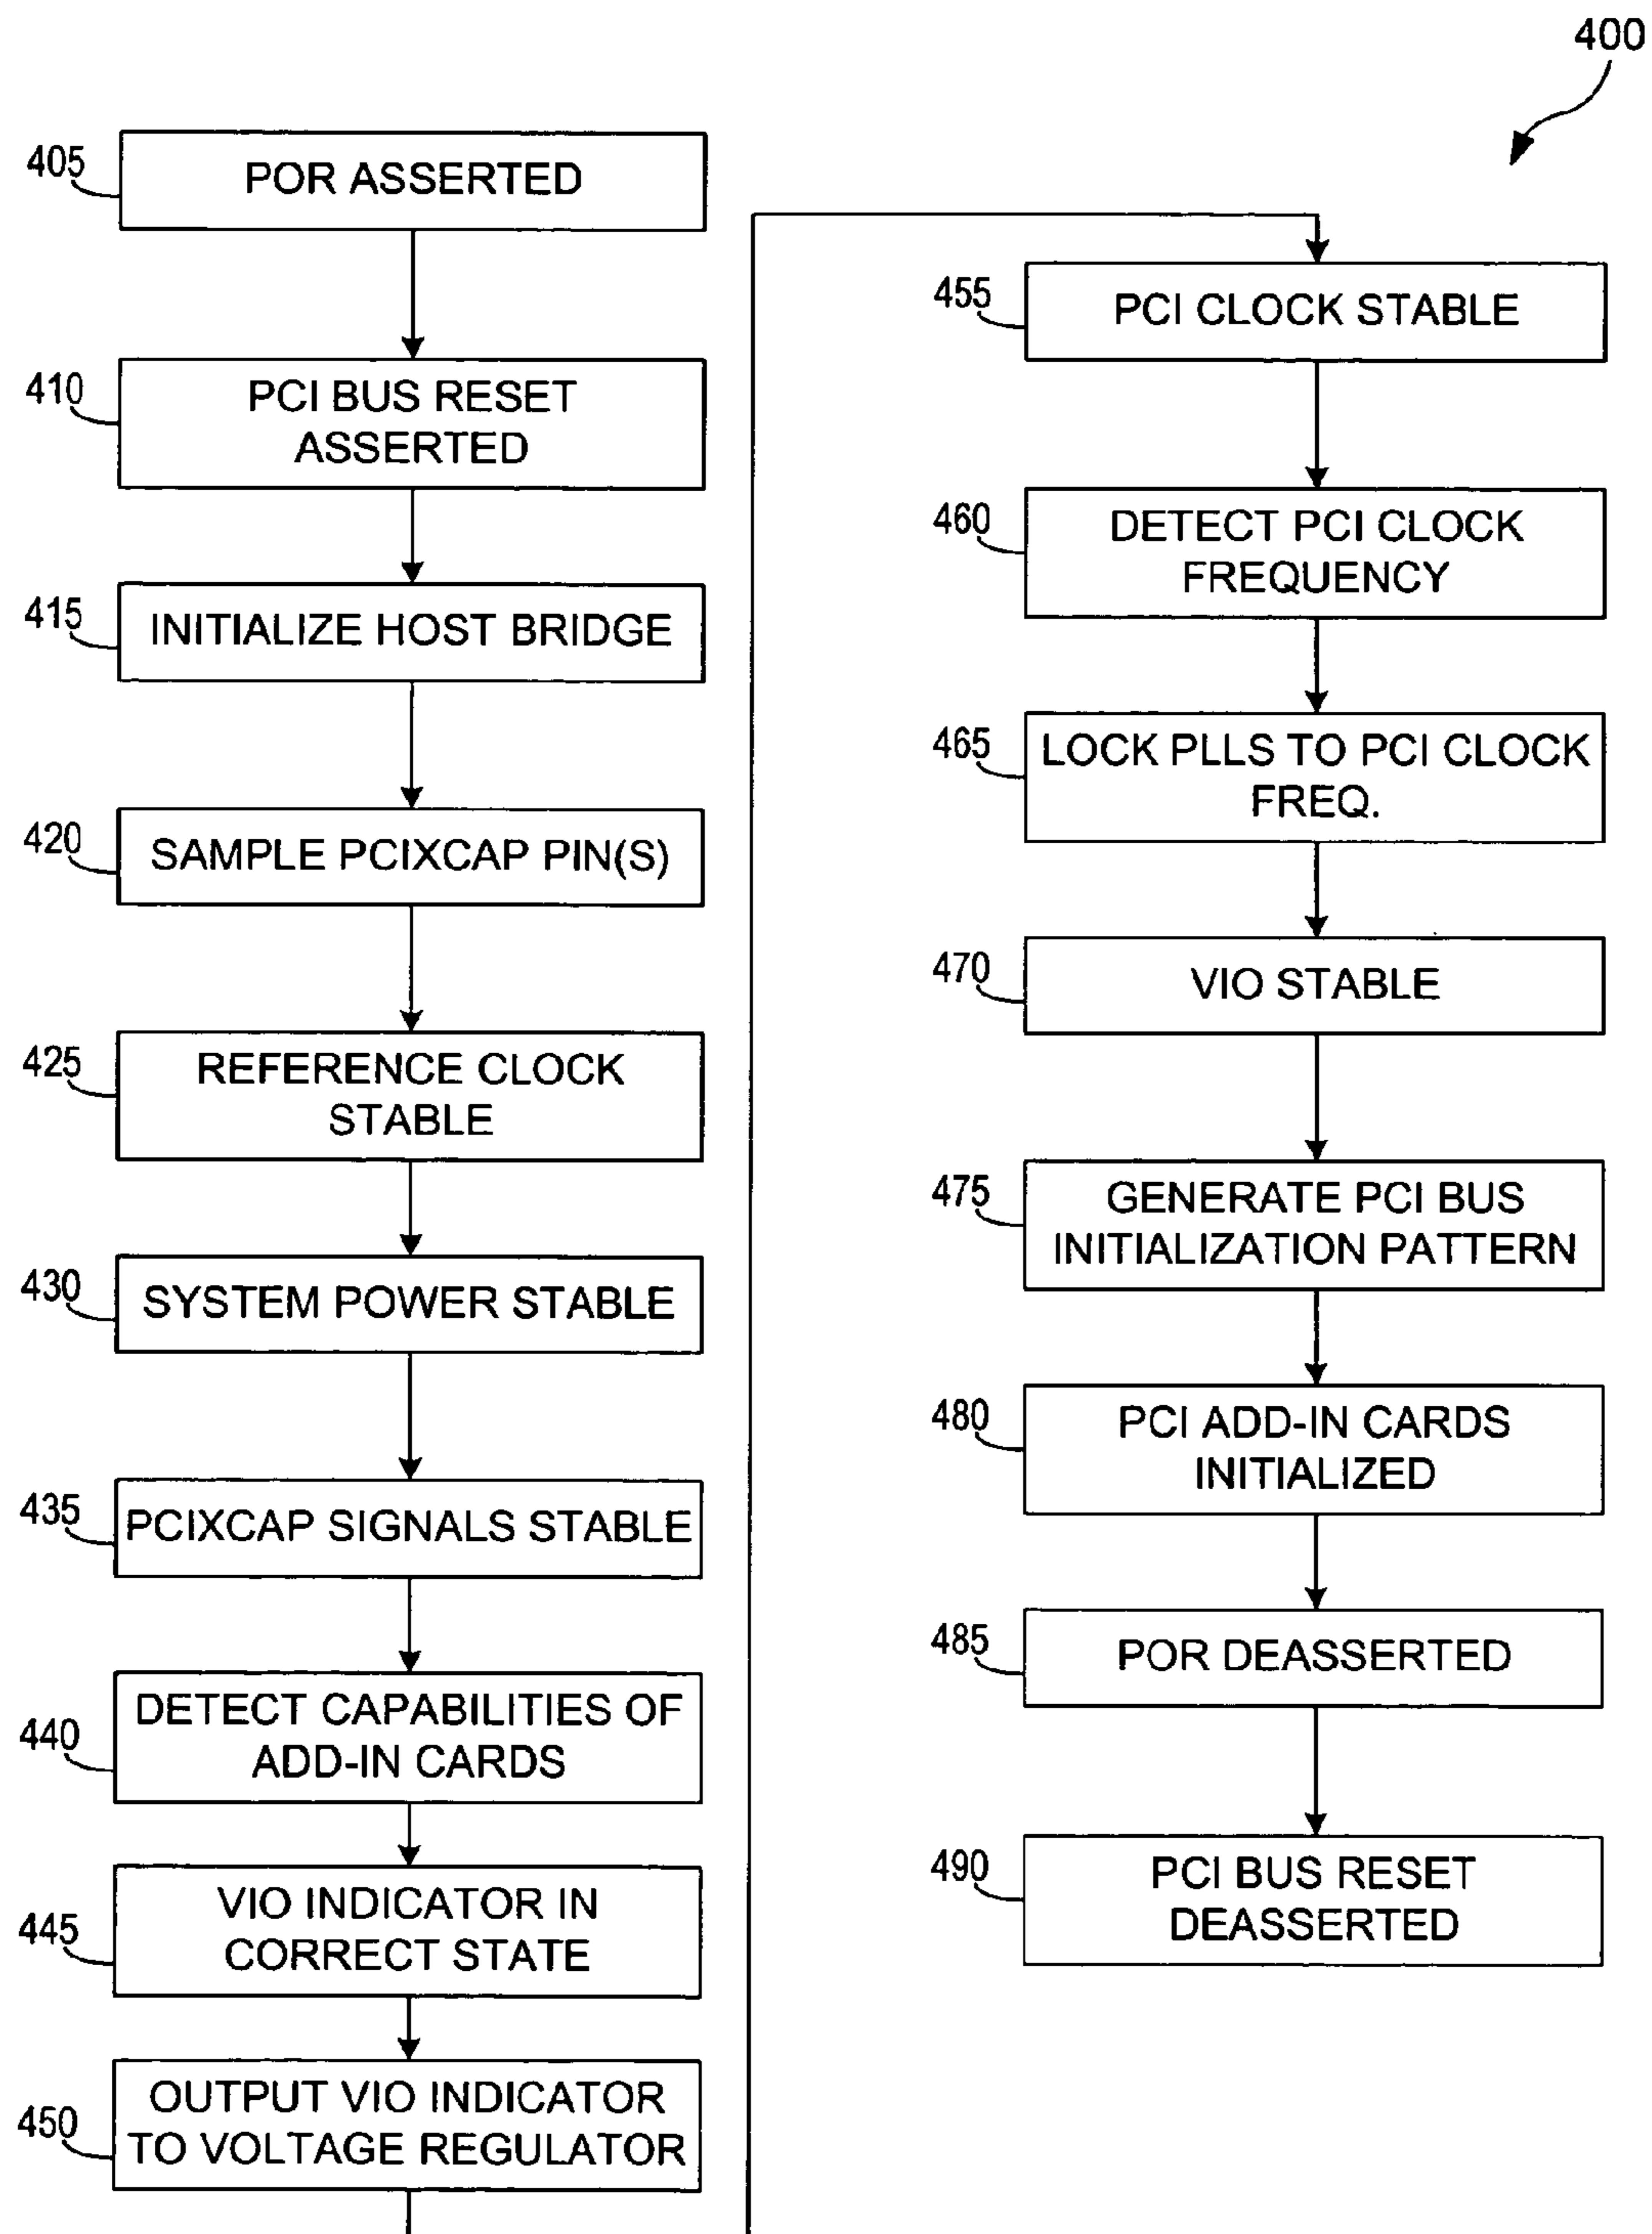 400
405
POR ASSERTED
410
PCI BUS RESET
ASSERTED
415
INITIALIZE HOST BRIDGE
420
SAMPLE PCIXCAP PIN(S)
425
REFERENCE CLOCK
STABLE
430
SYSTEM POWER STABLE
435
PCIXCAP SIGNALS STABLE
440
DETECT CAPABILITIES OF
ADD-IN CARDS
445
VIO INDICATOR IN
CORRECT STATE
450
OUTPUT VIO INDICATOR
TO VOLTAGE REGULATOR
455
PCI CLOCK STABLE
460
DETECT PCI CLOCK
FREQUENCY
465
LOCK PLLS TO PCI CLOCK
FREQ.
470
VIO STABLE
475
GENERATE PCI BUS
INITIALIZATION PATTERN
480
PCI ADD-IN CARDS
INITIALIZED
485
POR DEASSERTED
490
PCI BUS RESET
DEASSERTED